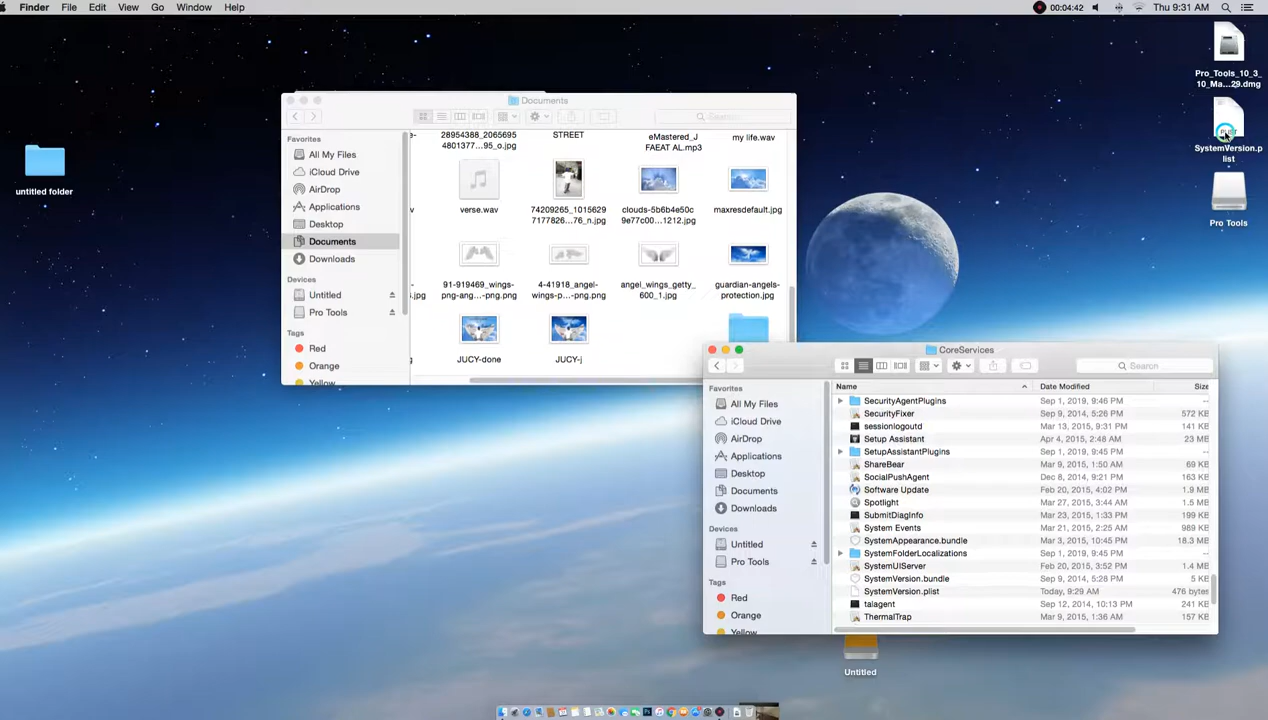 Finder File Edit View Go Window Help
00:04:42 Thu 9:31 AM
Pro_Tools_10_3_
10_Ma...29.dmg
SystemVersion.p
list
Pro Tools
untitled folder
Documents
Search
Favorites
All My Files
iCloud Drive
AirDrop
Applications
Desktop
Documents
Downloads
Devices
Untitled
Pro Tools
Tags
Red
Orange
Yellow
28954388_2065695
4480193..._95_o.jpg
STREET
eMastered_J
FAEAT AL.mp3
my life.wav
verse.wav
74209265_1015629
7177826...76_n.jpg
clouds-5b6b4e50c
9e77c00...1212.jpg
maxresdefault.jpg
91-919469_wings-
png-ang...-png.png
4-41918_angel-
wings-p...-png.png
angel_wings_getty_
600_1.jpg
guardian-angels-
protection.jpg
JUCY-done
JUCY-j
CoreServices
Search
Favorites
All My Files
iCloud Drive
AirDrop
Applications
Desktop
Documents
Downloads
Devices
Untitled
Pro Tools
Tags
Red
Orange
Yellow
Name Date Modified Size
SecurityAgentPlugins Sep 1, 2019, 9:46 PM --
SecurityFixer Sep 9, 2014, 5:26 PM 572 KB
sessionlogoutd Mar 13, 2015, 9:31 PM 141 KB
Setup Assistant Apr 4, 2015, 2:48 AM 23 MB
SetupAssistantPlugins Sep 1, 2019, 9:45 PM --
ShareBear Mar 9, 2015, 1:50 AM 69 KB
SocialPushAgent Dec 8, 2014, 9:21 PM 163 KB
Software Update Feb 20, 2015, 4:02 PM 1.9 MB
Spotlight Mar 27, 2015, 3:44 AM 1.5 MB
SubmitDiagInfo Mar 23, 2015, 1:33 PM 199 KB
System Events Mar 21, 2015, 2:25 AM 989 KB
SystemAppearance.bundle Mar 3, 2015, 10:45 PM 18.3 MB
SystemFolderLocalizations Sep 1, 2019, 9:45 PM --
SystemUIServer Feb 20, 2015, 3:52 PM 1.4 MB
SystemVersion.bundle Sep 9, 2014, 5:28 PM 5 KB
SystemVersion.plist Today, 9:29 AM 476 bytes
talagent Sep 12, 2014, 10:13 PM 241 KB
ThermalTrap Mar 9, 2015, 1:36 AM 157 KB
Untitled